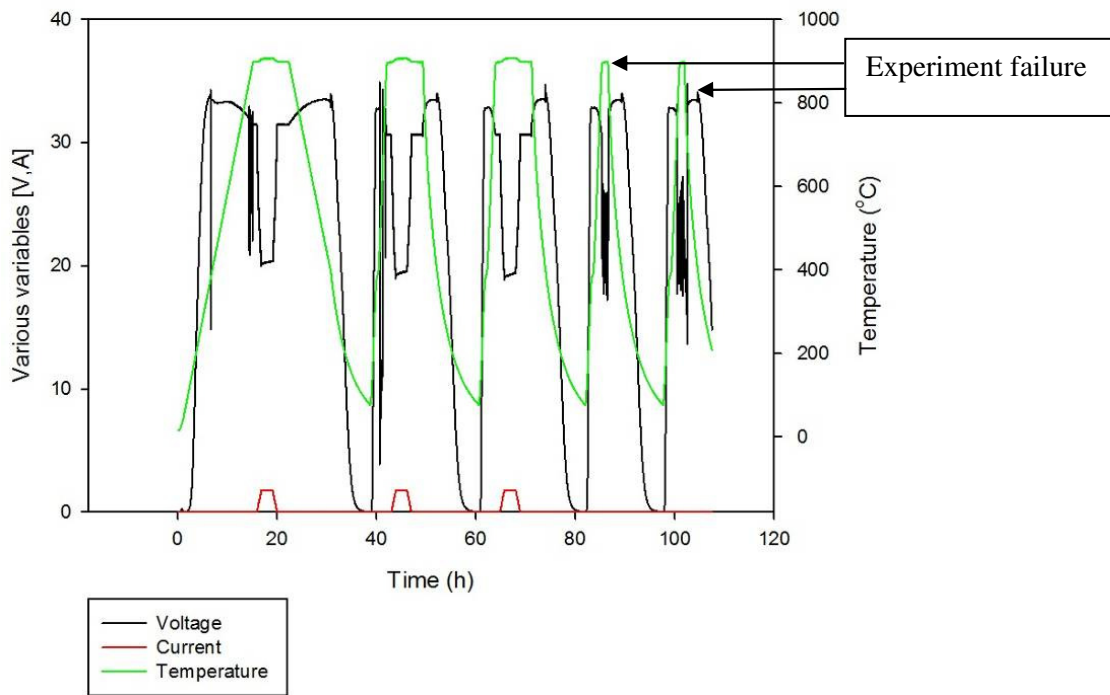 40
30
20
10
0
Various variables [V,A]
1000
800
600
400
200
0
Temperature (°C)
Experiment failure
0
20
40
60
80
100
120
Time (h)
Voltage
Current
Temperature